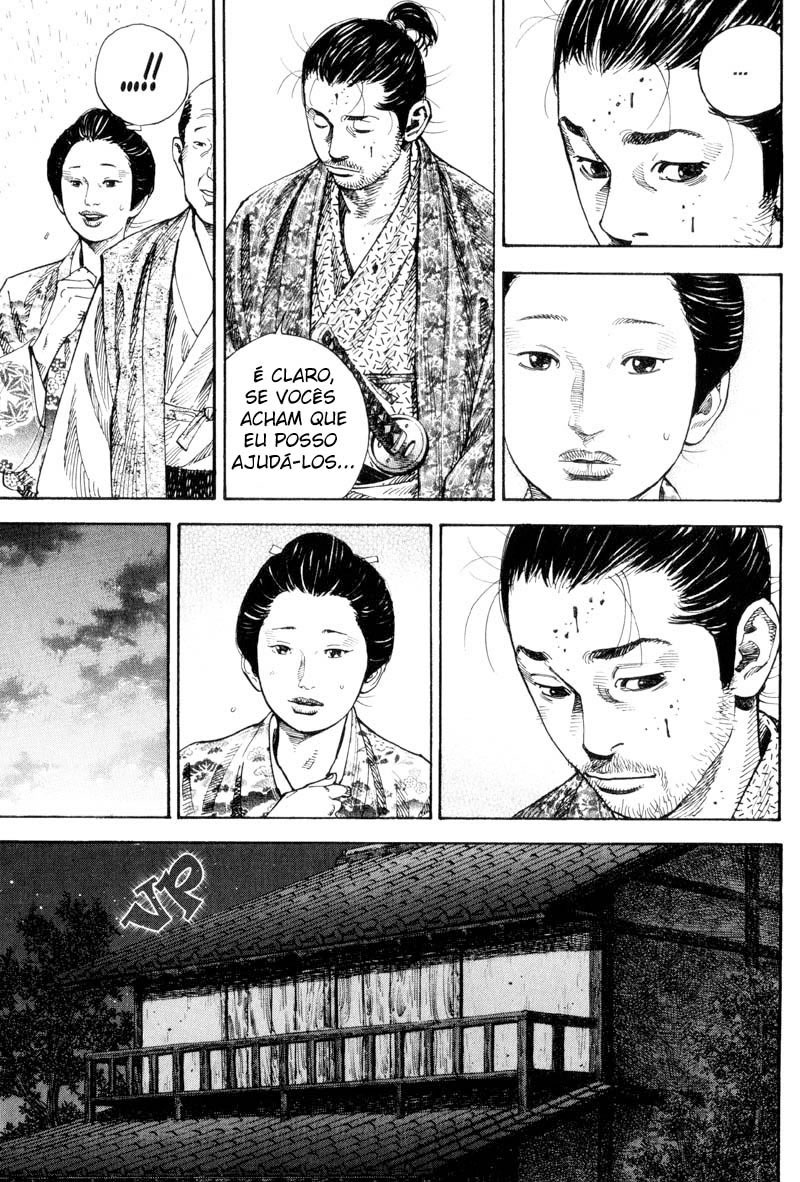 ...
É CLARO,
SE VOCÊS
ACHAM QUE
EU POSSO
AJUDÁ-LOS...
.....!!
VP